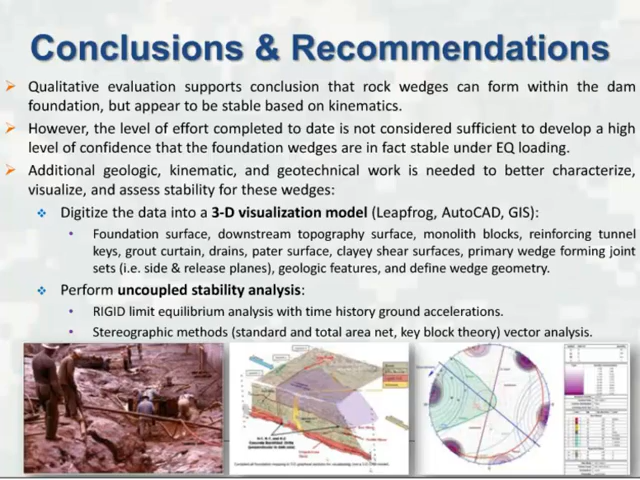 Conclusions & Recommendations
➢ Qualitative evaluation supports conclusion that rock wedges can form within the dam
foundation, but appear to be stable based on kinematics.
➢ However, the level of effort completed to date is not considered sufficient to develop a high
level of confidence that the foundation wedges are in fact stable under EQ loading.
➢ Additional geologic, kinematic, and geotechnical work is needed to better characterize,
visualize, and assess stability for these wedges:
❖ Digitize the data into a 3-D visualization model (Leapfrog, AutoCAD, GIS):
• Foundation surface, downstream topography surface, monolith blocks, reinforcing tunnel
keys, grout curtain, drains, pater surface, clayey shear surfaces, primary wedge forming joint
sets (i.e. side & release planes), geologic features, and define wedge geometry.
❖ Perform uncoupled stability analysis:
• RIGID limit equilibrium analysis with time history ground accelerations.
• Stereographic methods (standard and total area net, key block theory) vector analysis.